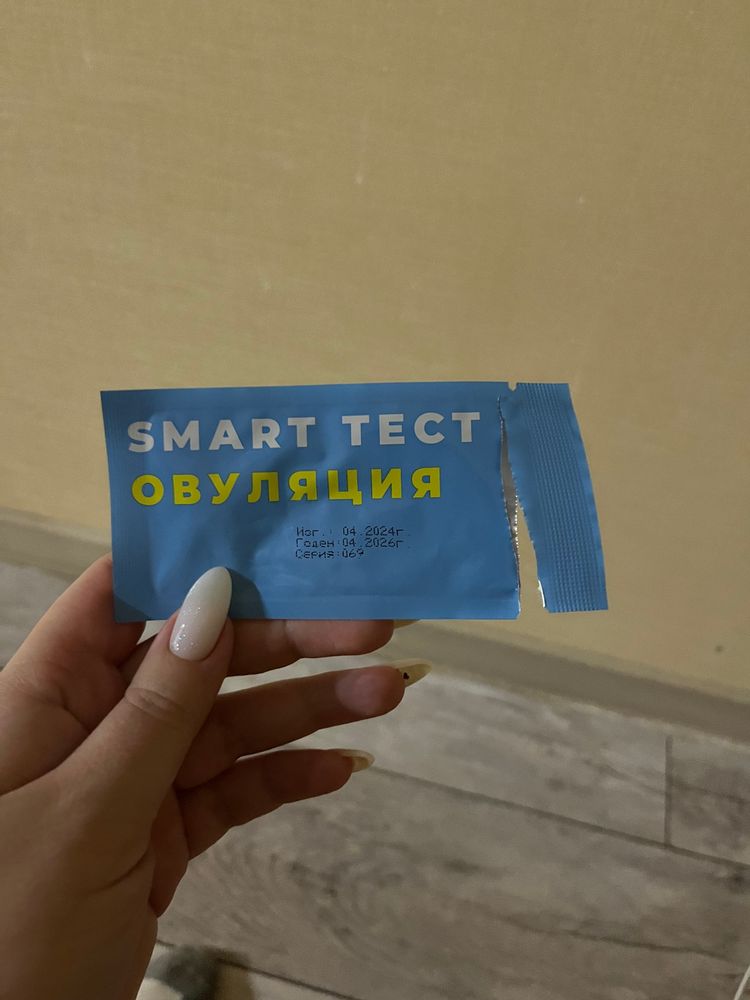 SMART ТЕСТ
ОВУЛЯЦИЯ
Изг.: 04.2024г.
Годен:04.2026г.
Серия:069